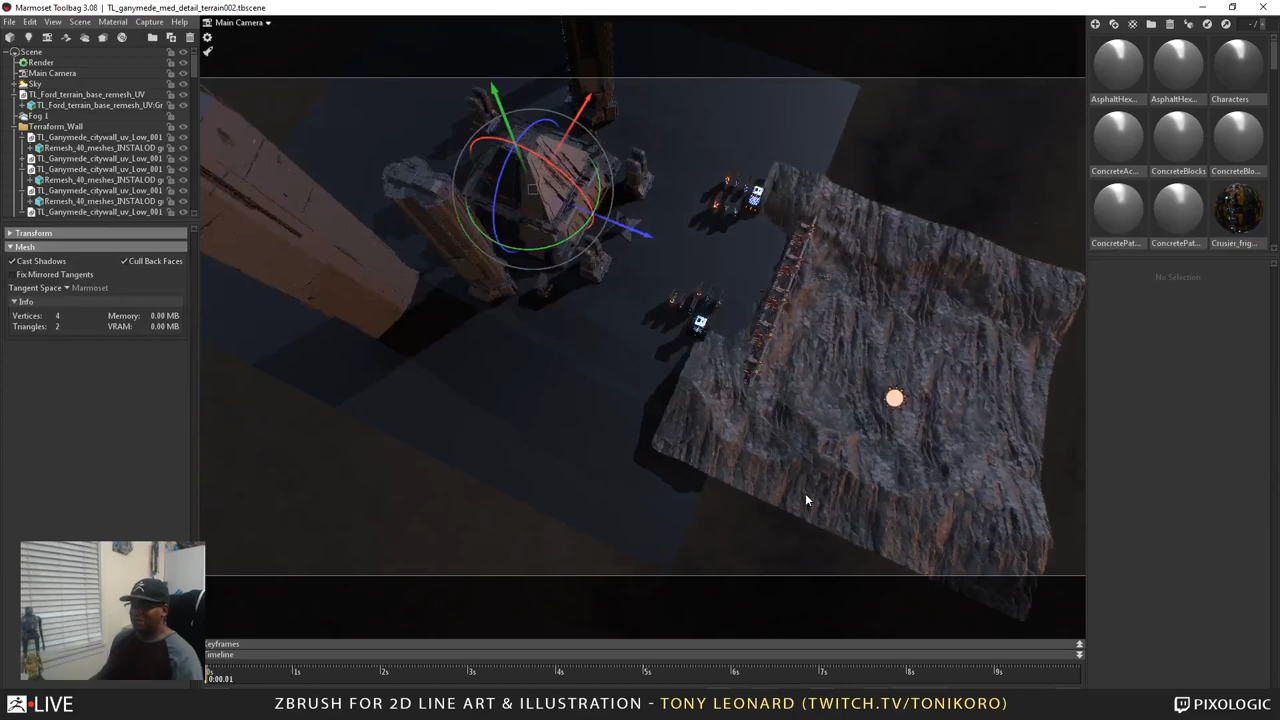 Marmoset Toolbag 3.08 | TL_ganymede_med_detail_terrain002.tbscene
File Edit View Scene Material Capture Help
Main Camera
Scene
Render
Main Camera
Sky
TL_Ford_terrain_base_remesh_UV
TL_Ford_terrain_base_remesh_UV:Gr
Fog 1
Terraform_Wall
TL_Ganymede_citywall_uv_Low_001
Remesh_40_meshes_INSTALOD gr
TL_Ganymede_citywall_uv_Low_001
TL_Ganymede_citywall_uv_Low_001
Remesh_40_meshes_INSTALOD gr
TL_Ganymede_citywall_uv_Low_001
Remesh_40_meshes_INSTALOD gr
TL_Ganymede_citywall_uv_Low_001
Transform
Mesh
Cast Shadows Cull Back Faces
Fix Mirrored Tangents
Tangent Space Marmoset
Info
Vertices: 4 Memory: 0.00 MB
Triangles: 2 VRAM: 0.00 MB
AsphaltHex... AsphaltHex... Characters
ConcreteAc... ConcreteBlocks ConcreteBlo...
ConcretePat... ConcretePat... Crusier_frig...
No Selection
Keyframes
Timeline
1s 2s 3s 4s 5s 6s 7s 8s 9s
0:00.01
LIVE ZBRUSH FOR 2D LINE ART & ILLUSTRATION - TONY LEONARD (TWITCH.TV/TONIKORO) PIXOLOGIC